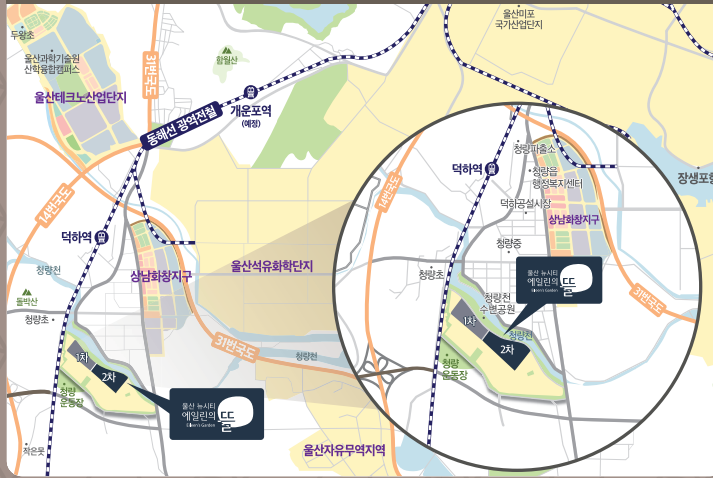 두왕초
울산과학기술원
산학융합캠퍼스
울산테크노산업단지
31번국도
함월산
동해선 광역전철
개운포역
(예정)
울산미포
국가산업단지
14번국도
덕하역
청량천
돌박산
청량초
상남화창지구
울산석유화학단지
31번국도
청량천
1차
2차
청량
운동장
울산 뉴시티
에일린의 뜰
Eileen's Garden
작은못
울산자유무역지역
14번국도
청량파출소
덕하역
청량읍
행정복지센터
덕하공설시장
상남화창지구
장생포항
청량중
청량초
울산 뉴시티
에일린의 뜰
Eileen's Garden
31번국도
청량천
수변공원
1차
청량천
2차
청량
운동장